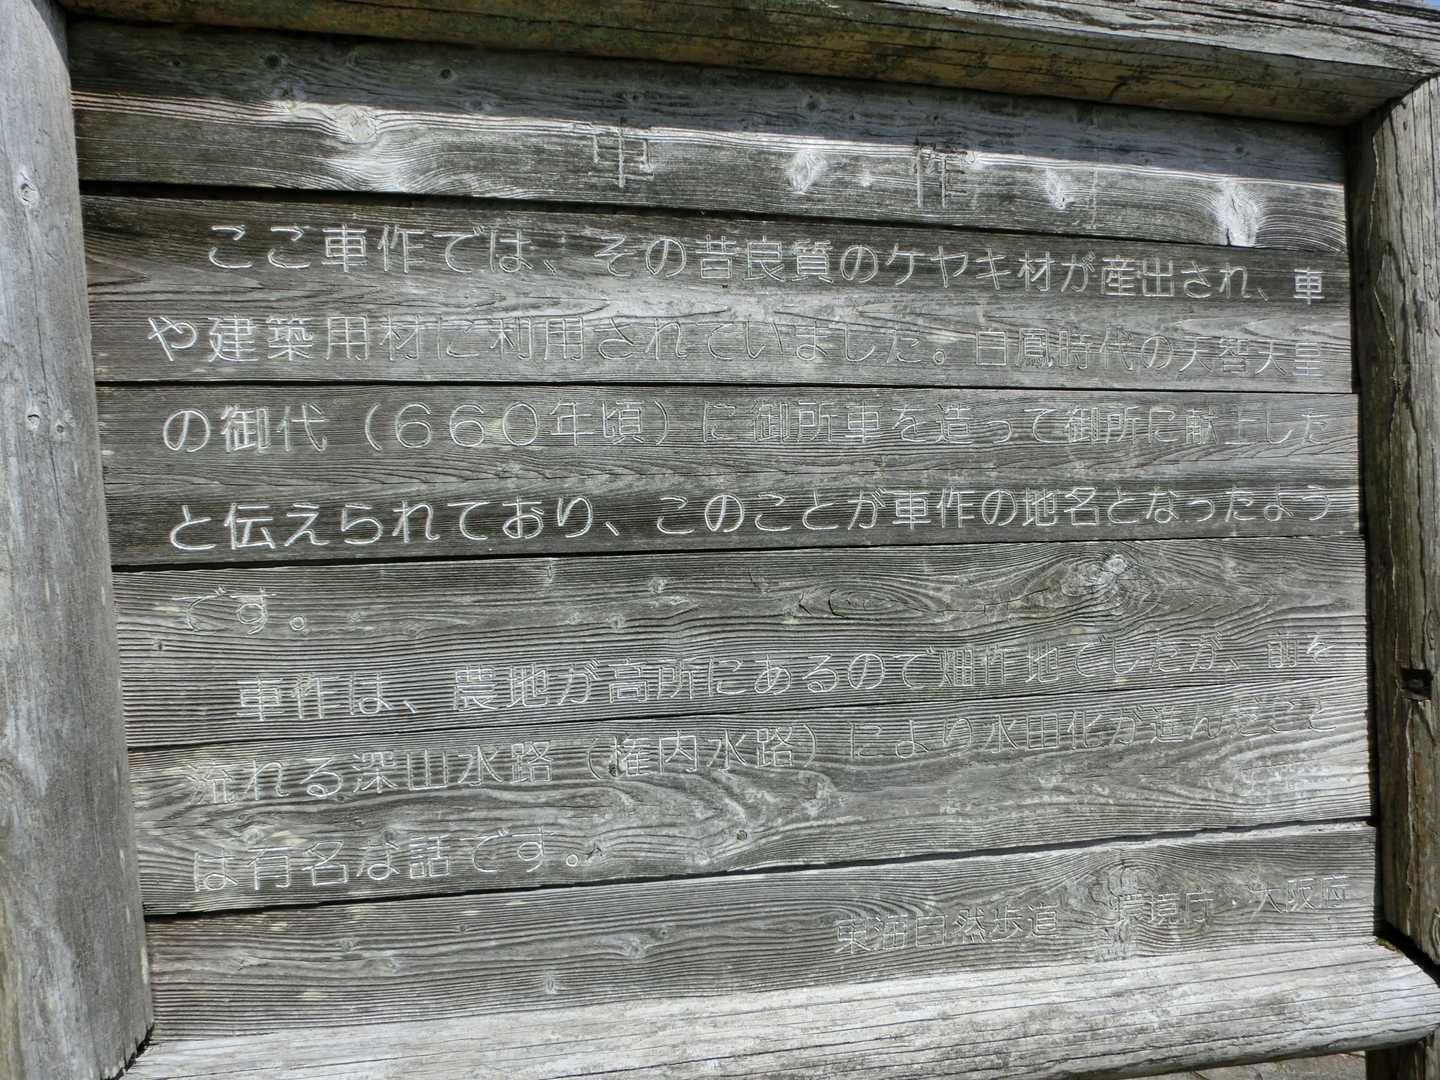 車作
ここ車作では、その昔良質のケヤキ材が産出され、車
や建築用材に利用されていました。白鳳時代の天智天皇
の御代（６６０年頃）に御所車を造って御所に献上した
と伝えられており、このことが車作の地名となったよう
です。
車作は、農地が高所にあるので畑作地でしたが、前を
流れる深山水路（権内水路）により水田化が進んだこと
は有名な話です。
東海自然歩道　環境庁・大阪府